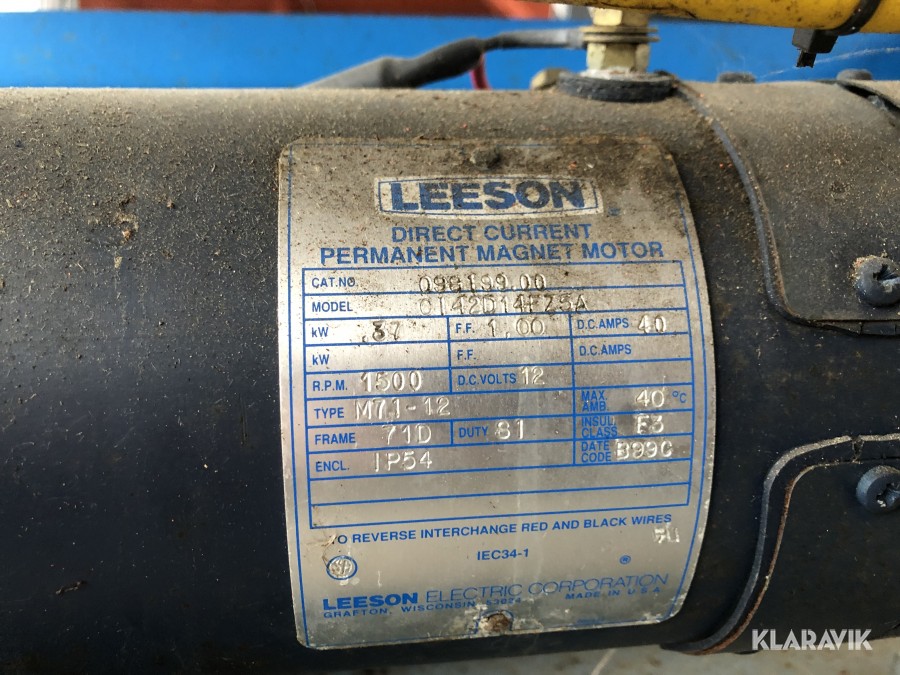 LEESON
DIRECT CURRENT
PERMANENT MAGNET MOTOR
CAT.NO. 098199.00
MODEL C142D14FZ5A
kW .37 F.F. 1.00 D.C. AMPS 40
kW F.F. D.C. AMPS
R.P.M. 1500 D.C. VOLTS 12
TYPE M71-12 MAX. AMB. 40 °C
FRAME 71D DUTY S1 INSUL CLASS F3
ENCL. IP54 DATE CODE B99C
TO REVERSE INTERCHANGE RED AND BLACK WIRES
IEC34-1 ®
LEESON ELECTRIC CORPORATION
GRAFTON, WISCONSIN 53024 MADE IN U S A
KLARAVIK